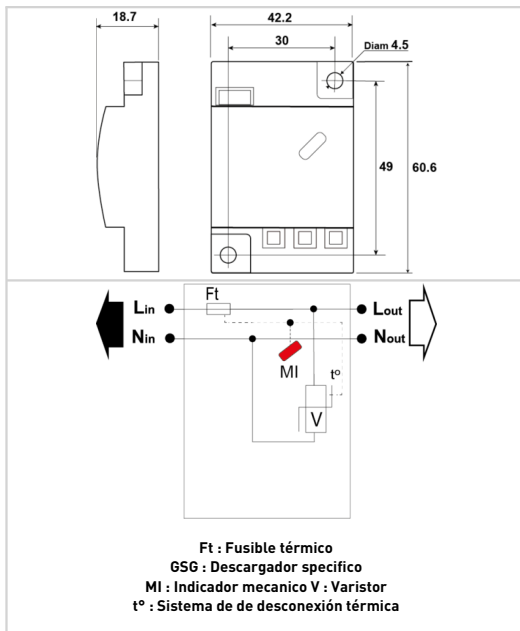 18.7
42.2
30
Diam 4.5
49
60.6
Ft
Lin
Lout
Nin
Nout
MI
t°
V
Ft : Fusible térmico
GSG : Descargador specifico
MI : Indicador mecanico V : Varistor
t° : Sistema de de desconexión térmica